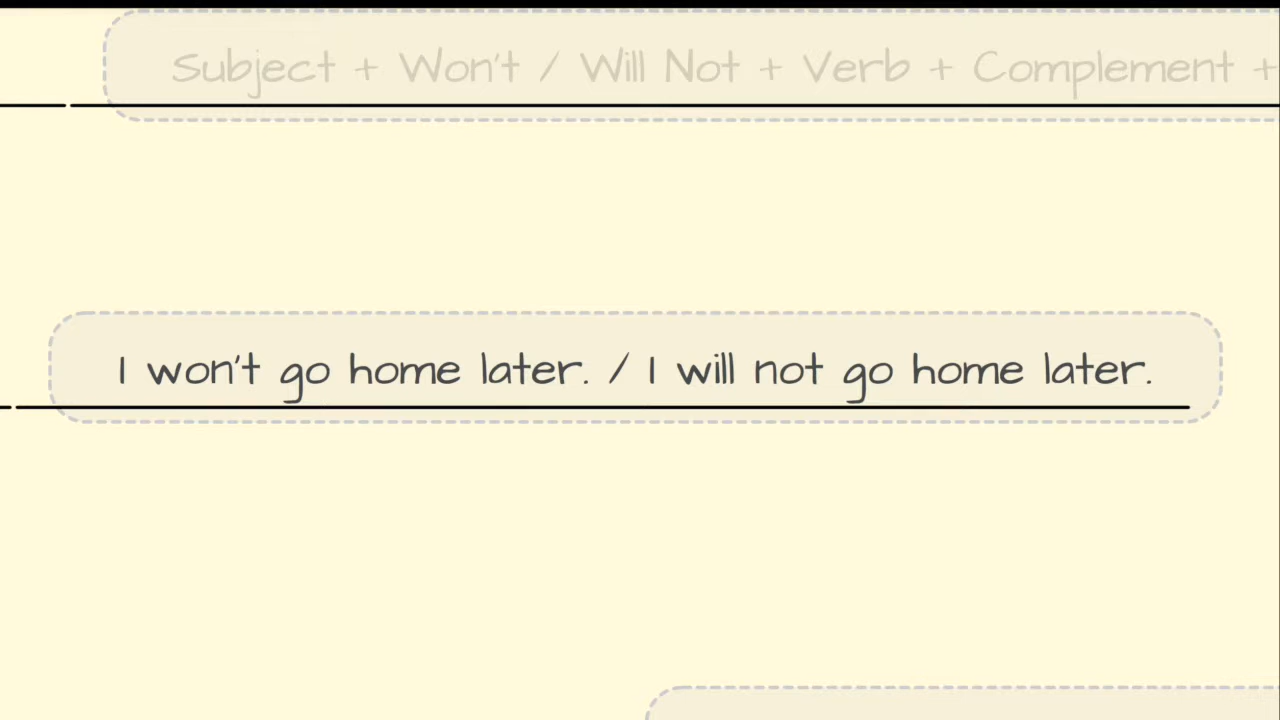 Subject + Won't / Will Not + Verb + Complement +
I won't go home later. / I will not go home later.